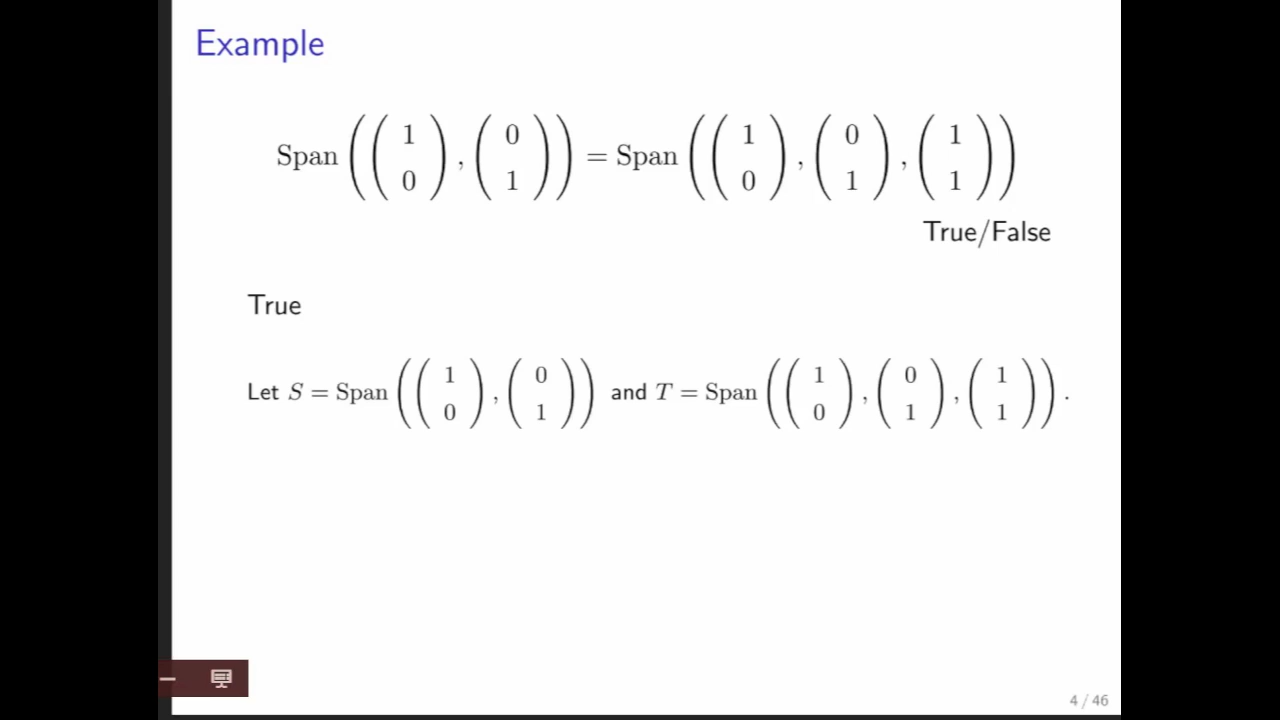 Example
Span ((1 0), (0 1)) = Span ((1 0), (0 1), (1 1))
True/False
True
Let S = Span ((1 0), (0 1)) and T = Span ((1 0), (0 1), (1 1)).
4 / 46